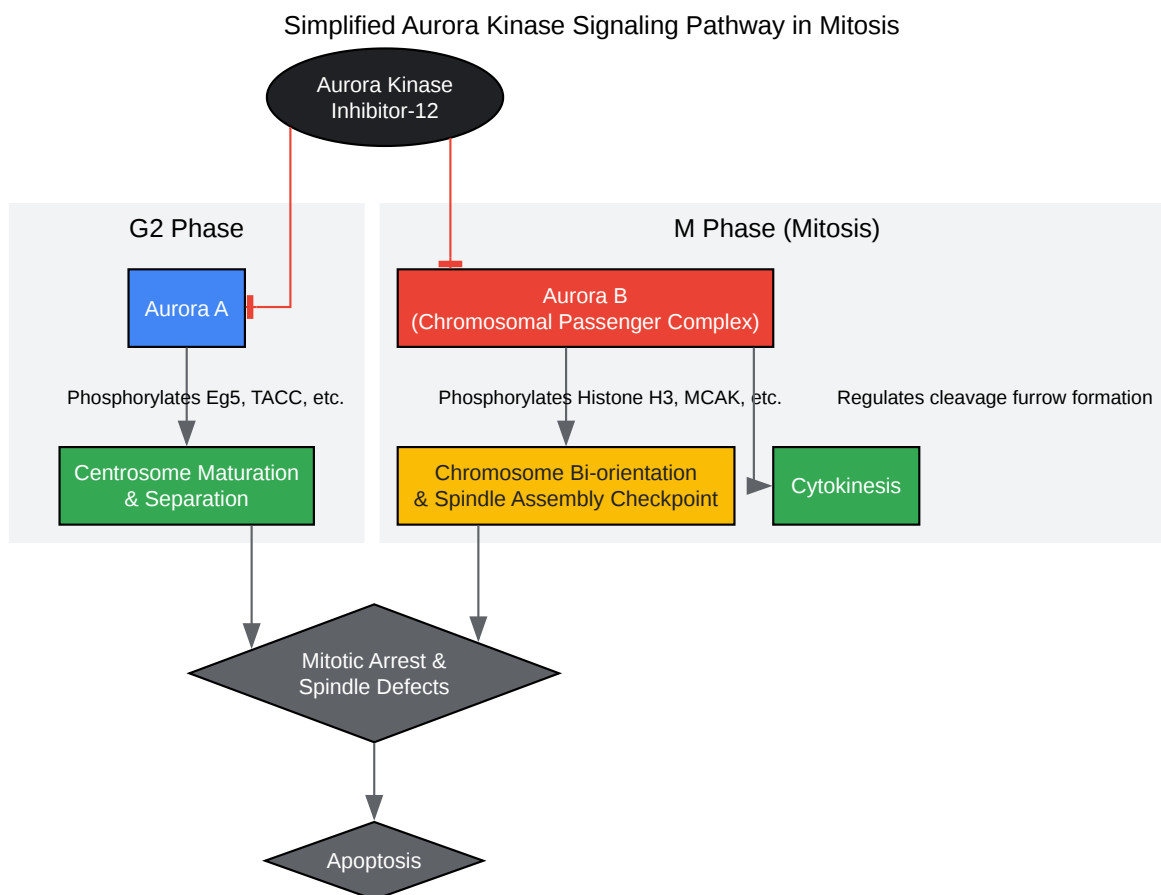 Simplified Aurora Kinase Signaling Pathway in Mitosis
Aurora Kinase
Inhibitor-12
G2 Phase
M Phase (Mitosis)
Aurora A
Aurora B
(Chromosomal Passenger Complex)
Phosphorylates Eg5, TACC, etc.
Phosphorylates Histone H3, MCAK, etc.
Regulates cleavage furrow formation
Centrosome Maturation
& Separation
Chromosome Bi-orientation
& Spindle Assembly Checkpoint
Cytokinesis
Mitotic Arrest &
Spindle Defects
Apoptosis